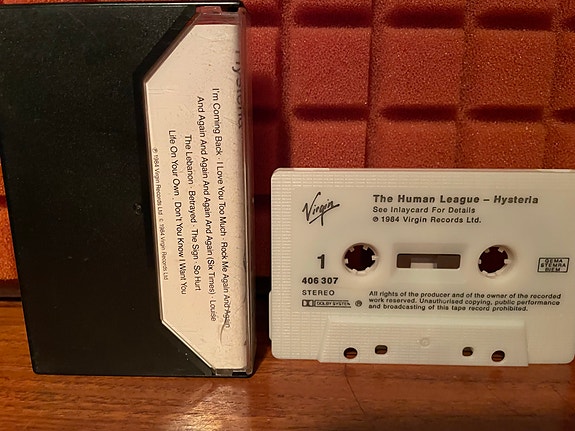 Hysteria
I'm Coming Back · I Love You Too Much · Rock Me Again And Again
And Again And Again And Again And Again (Six Times) · Louise
The Lebanon · Betrayed · The Sign · So Hurt
Life On Your Own · Don't You Know I Want You
℗ 1984 Virgin Records Ltd © 1984 Virgin Records Ltd
Virgin
The Human League – Hysteria
See Inlaycard For Details
℗ 1984 Virgin Records Ltd.
1
406 307
STEREO
DOLBY SYSTEM ®
All rights of the producer and of the owner of the recorded
work reserved. Unauthorised copying, public performance
and broadcasting of this tape record prohibited.
GEMA
STEMRA
BIEM